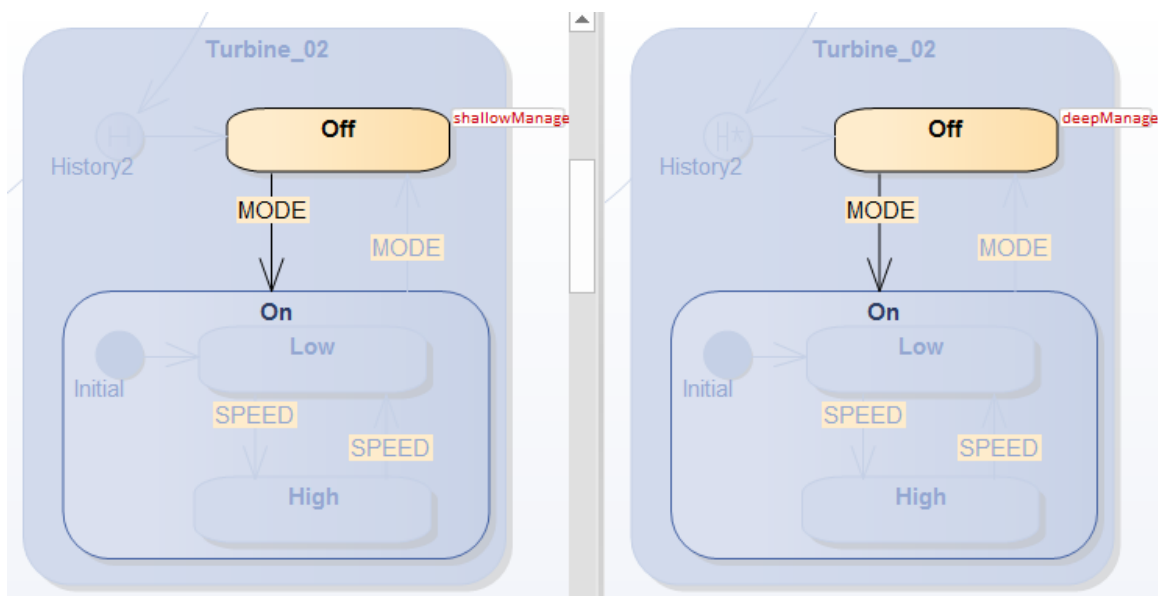 Turbine_02
Off
shallowManage
H
History2
MODE
MODE
On
Low
Initial
SPEED
SPEED
High
Turbine_02
Off
deepManage
H*
History2
MODE
MODE
On
Low
Initial
SPEED
SPEED
High